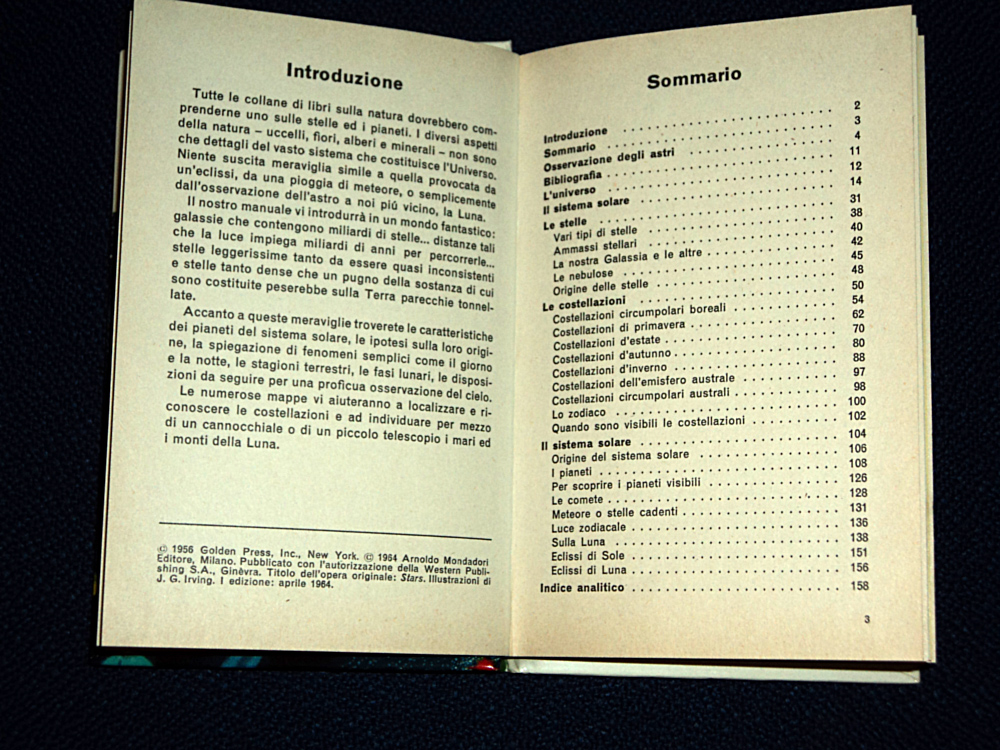 Introduzione
Tutte le collane di libri sulla natura dovrebbero com-
prenderne uno sulle stelle ed i pianeti. I diversi aspetti
della natura – uccelli, fiori, alberi e minerali – non sono
che dettagli del vasto sistema che costituisce l'Universo.
Niente suscita meraviglia simile a quella provocata da
un'eclissi, da una pioggia di meteore, o semplicemente
dall'osservazione dell'astro a noi piú vicino, la Luna.
Il nostro manuale vi introdurrà in un mondo fantastico:
galassie che contengono miliardi di stelle... distanze tali
che la luce impiega miliardi di anni per percorrerle...
stelle leggerissime tanto da essere quasi inconsistenti
e stelle tanto dense che un pugno della sostanza di cui
sono costituite peserebbe sulla Terra parecchie tonnel-
late.
Accanto a queste meraviglie troverete le caratteristiche
dei pianeti del sistema solare, le ipotesi sulla loro origi-
ne, la spiegazione di fenomeni semplici come il giorno
e la notte, le stagioni terrestri, le fasi lunari, le disposi-
zioni da seguire per una proficua osservazione del cielo.
Le numerose mappe vi aiuteranno a localizzare e ri-
conoscere le costellazioni e ad individuare per mezzo
di un cannocchiale o di un piccolo telescopio i mari ed
i monti della Luna.
© 1956 Golden Press, Inc., New York. © 1964 Arnoldo Mondadori
Editore, Milano. Pubblicato con l'autorizzazione della Western Publi-
shing S.A., Ginèvra. Titolo dell'opera originale: Stars. Illustrazioni di
J. G. Irving. I edizione: aprile 1964.
Sommario
Introduzione 2
Sommario 3
Osservazione degli astri 4
Bibliografia 11
L'universo 12
Il sistema solare 14
Le stelle 31
Vari tipi di stelle 38
Ammassi stellari 40
La nostra Galassia e le altre 42
Le nebulose 45
Origine delle stelle 48
Le costellazioni 50
Costellazioni circumpolari boreali 54
Costellazioni di primavera 62
Costellazioni d'estate 70
Costellazioni d'autunno 80
Costellazioni d'inverno 88
Costellazioni dell'emisfero australe 97
Costellazioni circumpolari australi 98
Lo zodiaco 100
Quando sono visibili le costellazioni 102
Il sistema solare 104
Origine del sistema solare 106
I pianeti 108
Per scoprire i pianeti visibili 126
Le comete 128
Meteore o stelle cadenti 131
Luce zodiacale 136
Sulla Luna 138
Eclissi di Sole 151
Eclissi di Luna 156
Indice analitico 158
3